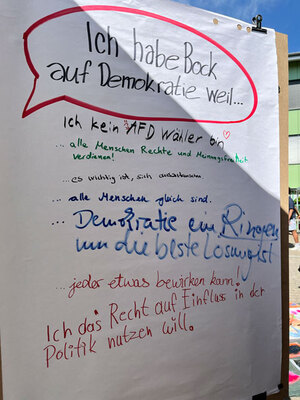 Ich habe Bock
auf Demokratie weil...
Ich kein AFD Wähler bin ♡
... alle Menschen Rechte und Meinungsfreiheit
verdienen!
... es wichtig ist, sich
... alle Menschen gleich sind.
... Demokratie ein Ringen
um die beste Lösung ist
... jeder etwas bewirken kann.
Ich das Recht auf Einfluss in der
Politik nutzen will.